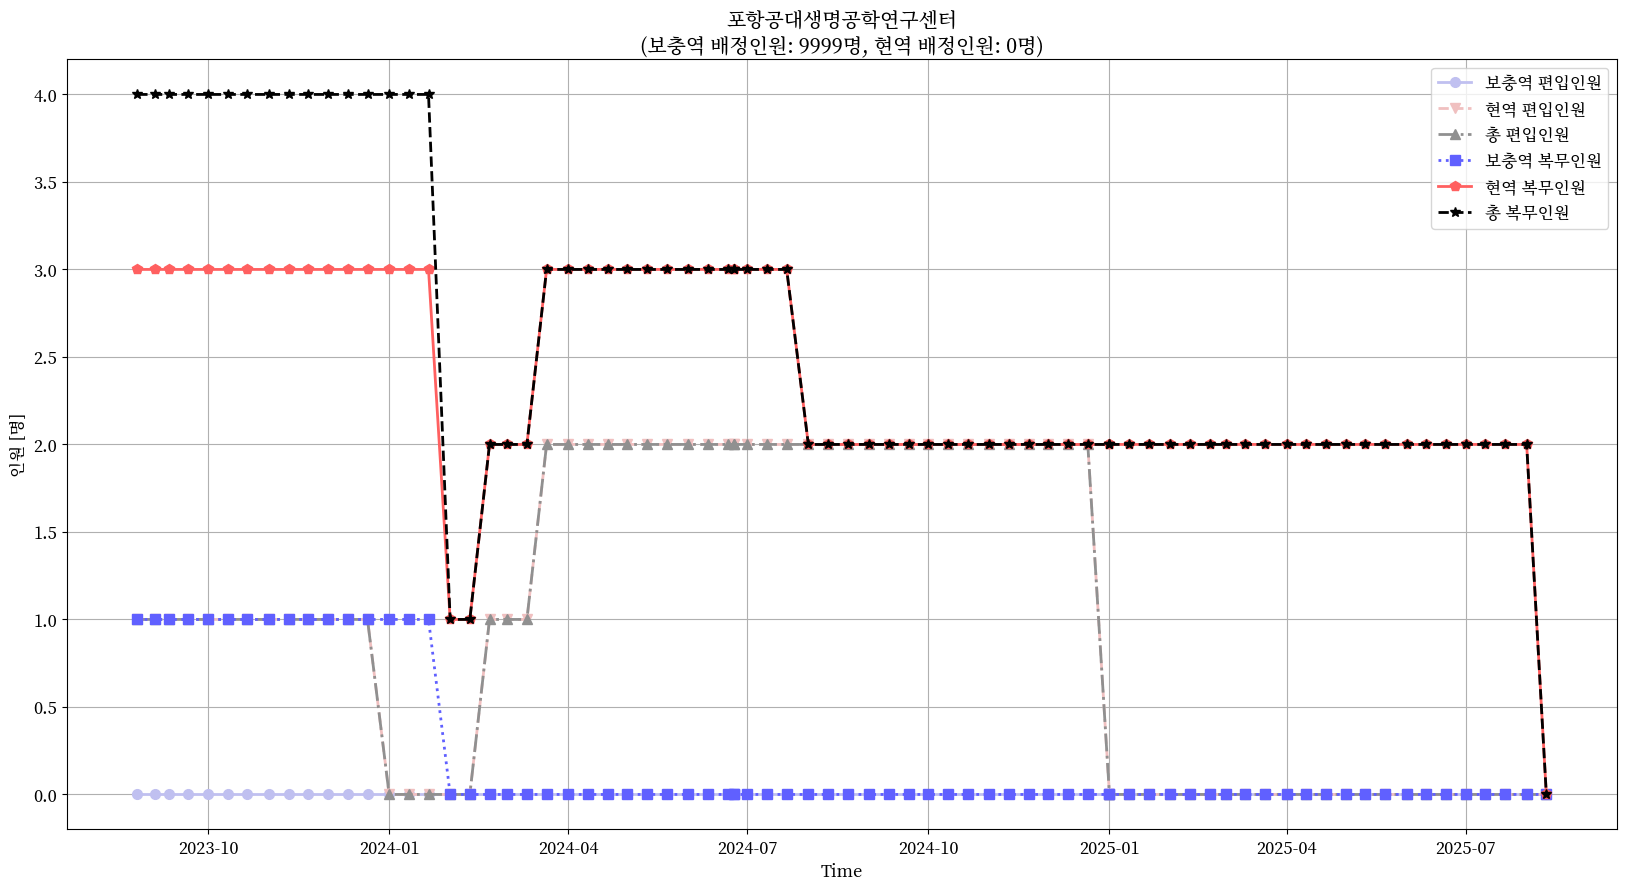 포항공대생명공학연구센터
(보충역 배정인원: 9999명, 현역 배정인원: 0명)
보충역 편입인원
현역 편입인원
총 편입인원
보충역 복무인원
현역 복무인원
총 복무인원
인원 [명]
4.0
3.5
3.0
2.5
2.0
1.5
1.0
0.5
0.0
2023-10
2024-01
2024-04
2024-07
2024-10
2025-01
2025-04
2025-07
Time